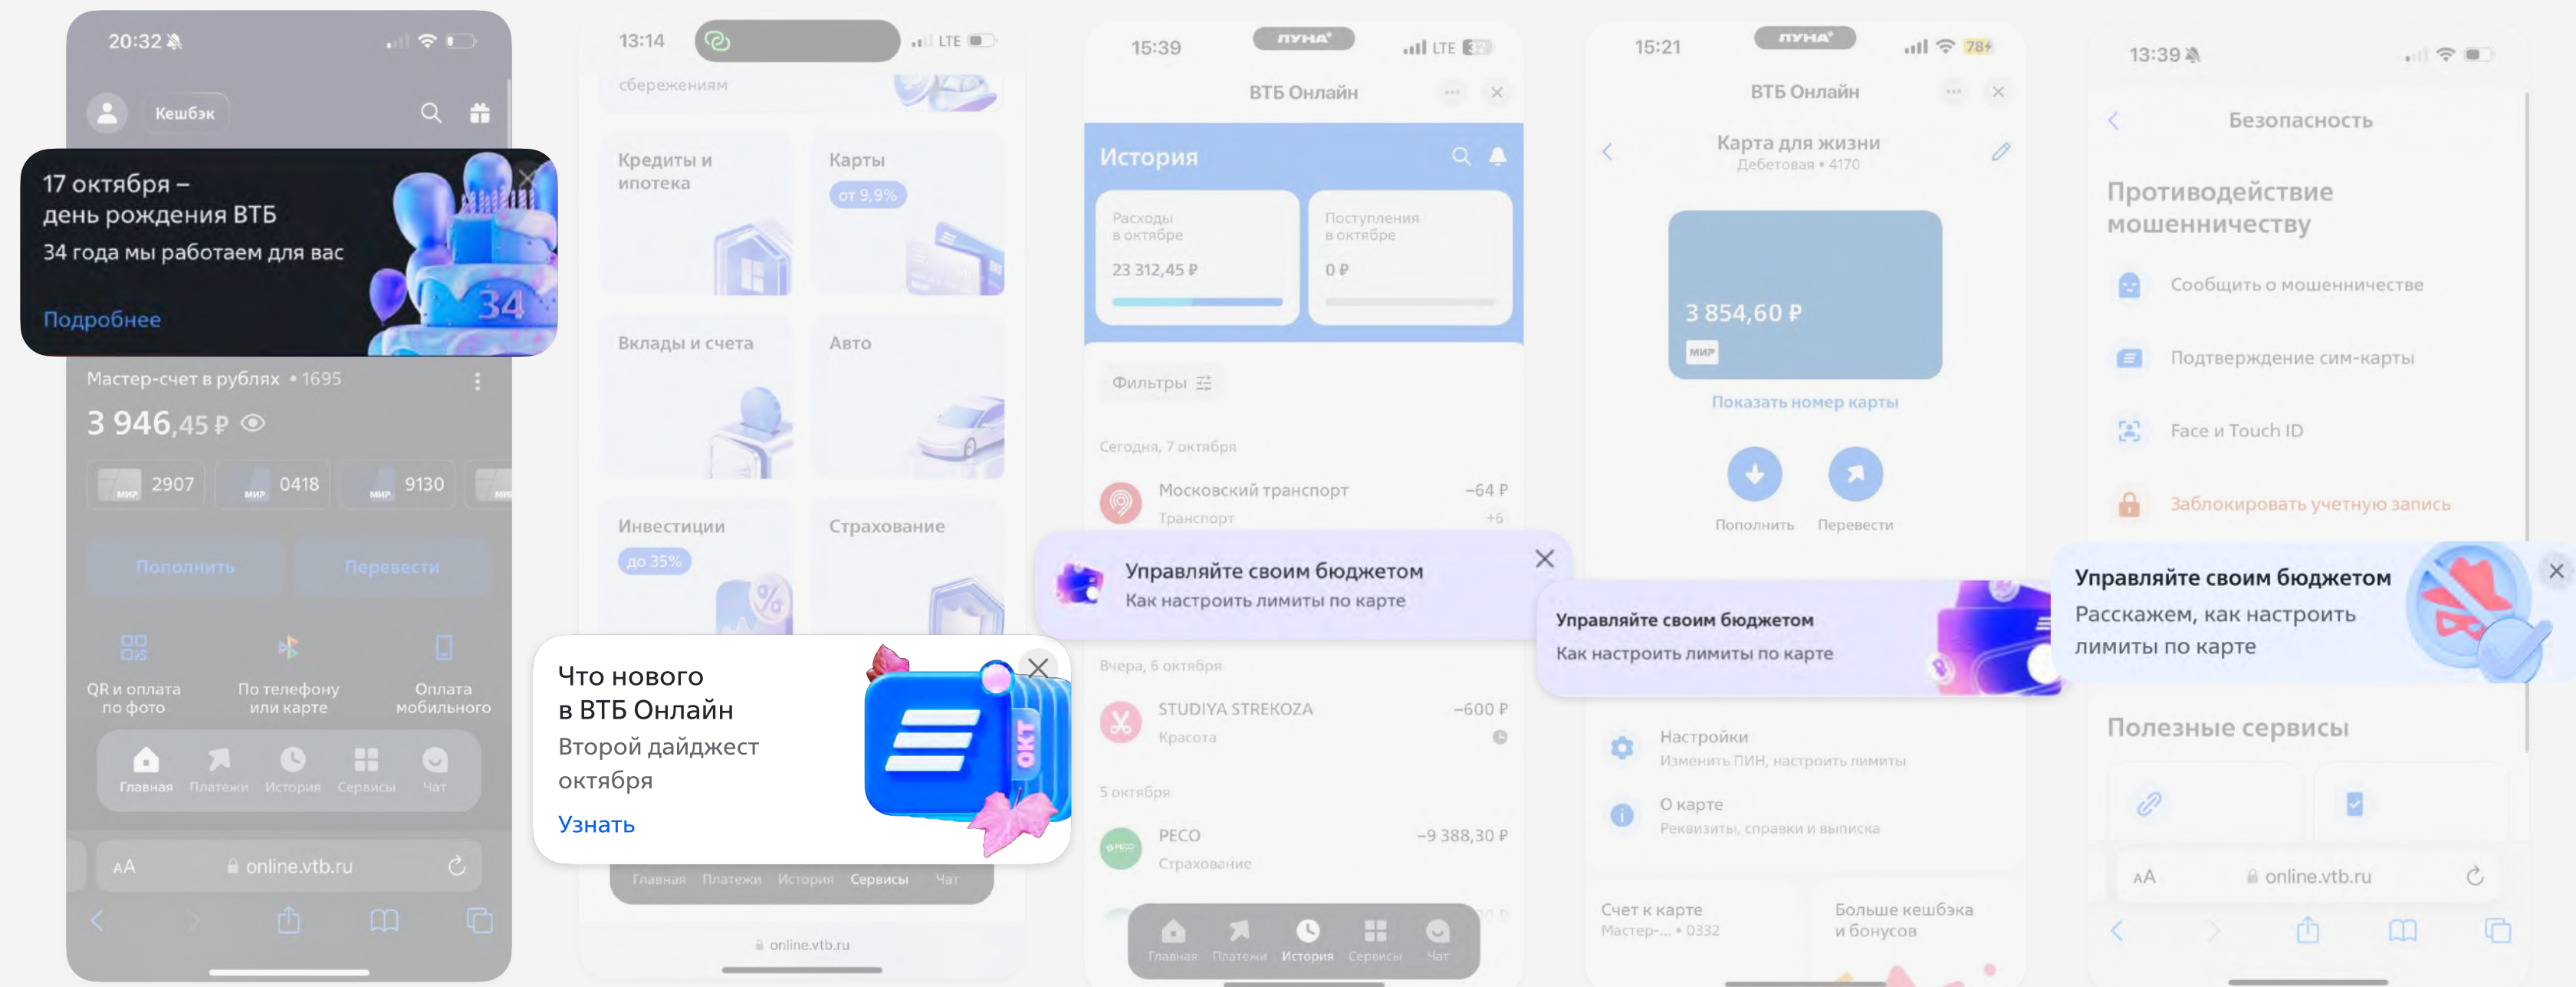 20:32
Кешбэк
17 октября –
день рождения ВТБ
34 года мы работаем для вас
34
Подробнее
Мастер-счет в рублях • 1695
3 946,45 ₽
МИР 2907
МИР 0418
МИР 9130
Пополнить
Перевести
QR и оплата
по фото
По телефону
или карте
Оплата
мобильного
Главная
Платежи
История
Сервисы
Чат
AA
online.vtb.ru
13:14
LTE
сбережениям
Кредиты и
ипотека
Карты
от 9,9%
Вклады и счета
Авто
Инвестиции
до 35%
%
Страхование
Что нового
в ВТБ Онлайн
Второй дайджест
октября
Узнать
ОКТ
Главная
Платежи
История
Сервисы
Чат
online.vtb.ru
15:39
ЛУНА®
LTE 32
ВТБ Онлайн
История
Расходы
в октябре
23 312,45 ₽
Поступления
в октябре
0 ₽
Фильтры
Сегодня, 7 октября
Московский транспорт
−64 ₽
Транспорт
+6
Управляйте своим бюджетом
Как настроить лимиты по карте
Вчера, 6 октября
STUDIYA STREKOZA
−600 ₽
Красота
5 октября
РЕСО
−9 388,30 ₽
Страхование
Главная
Платежи
История
Сервисы
Чат
15:21
ЛУНА®
78
ВТБ Онлайн
Карта для жизни
Дебетовая • 4170
3 854,60 ₽
МИР
Показать номер карты
Пополнить
Перевести
Управляйте своим бюджетом
Как настроить лимиты по карте
Настройки
Изменить ПИН, настроить лимиты
О карте
Реквизиты, справки и выписка
Счет к карте
Мастер-... • 0332
Больше кешбэка
и бонусов
13:39
Безопасность
Противодействие
мошенничеству
Сообщить о мошенничестве
Подтверждение сим-карты
Face и Touch ID
Заблокировать учетную запись
Управляйте своим бюджетом
Расскажем, как настроить
лимиты по карте
Полезные сервисы
AA
online.vtb.ru